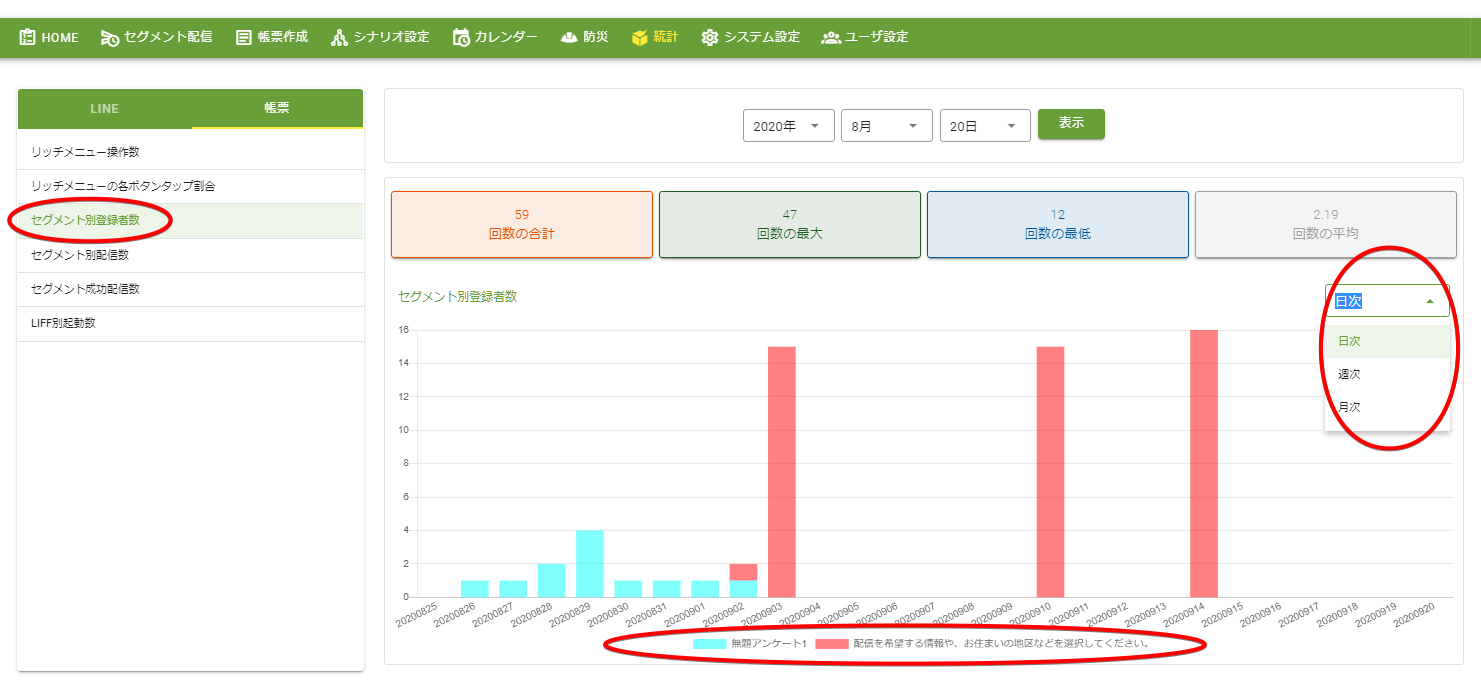 HOME セグメント配信 帳票作成 シナリオ設定 カレンダー 防災 統計 システム設定 ユーザ設定
LINE 帳票
リッチメニュー操作数
リッチメニューの各ボタンタップ割合
セグメント別登録者数
セグメント別配信数
セグメント成功配信数
LIFF別起動数
2020年 8月 20日 表示
59 47 12 2.19
回数の合計 回数の最大 回数の最低 回数の平均
セグメント別登録者数
日次
日次
週次
月次
16
14
12
10
8
6
4
2
0
20200825 20200826 20200827 20200828 20200829 20200830 20200831 20200901 20200902 20200903 20200904 20200905 20200906 20200907 20200908 20200909 20200910 20200911 20200912 20200913 20200914 20200915 20200916 20200917 20200918 20200919 20200920
無題アンケート1 配信を希望する情報や、お住まいの地区などを選択してください。